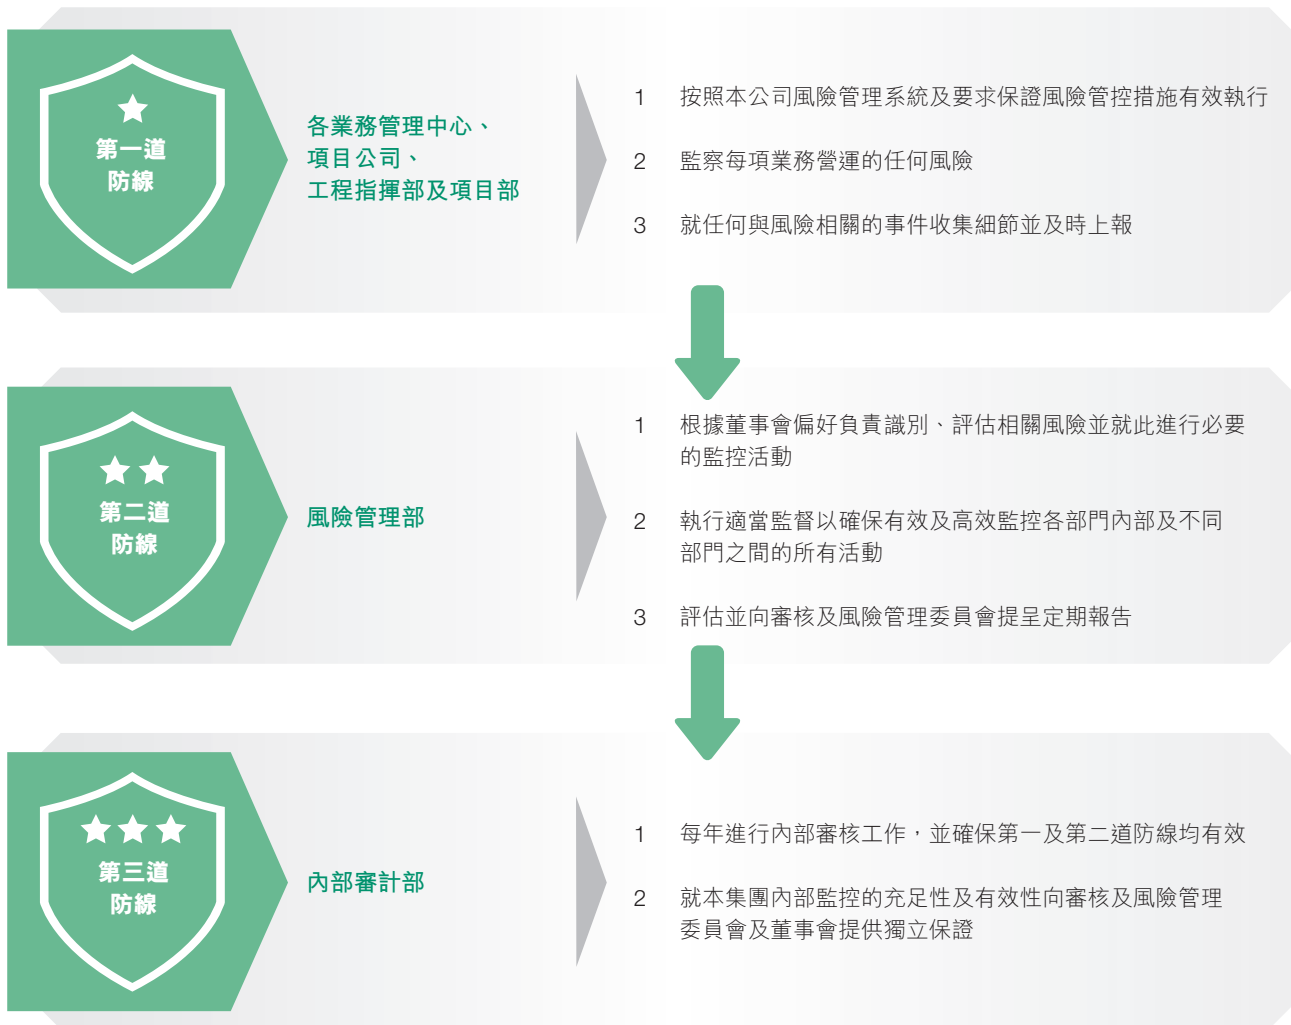 第一道
防線
各業務管理中心、
項目公司、
工程指揮部及項目部
1 按照本公司風險管理系統及要求保證風險管控措施有效執行
2 監察每項業務營運的任何風險
3 就任何與風險相關的事件收集細節並及時上報
第二道
防線
風險管理部
1 根據董事會偏好負責識別、評估相關風險並就此進行必要
的監控活動
2 執行適當監督以確保有效及高效監控各部門內部及不同
部門之間的所有活動
3 評估並向審核及風險管理委員會提呈定期報告
第三道
防線
內部審計部
1 每年進行內部審核工作，並確保第一及第二道防線均有效
2 就本集團內部監控的充足性及有效性向審核及風險管理
委員會及董事會提供獨立保證